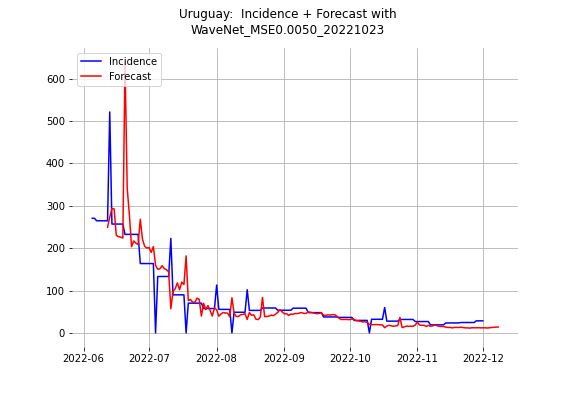 Uruguay:  Incidence + Forecast with
WaveNet_MSE0.0050_20221023
Incidence
Forecast
600
500
400
300
200
100
0
2022-06 2022-07 2022-08 2022-09 2022-10 2022-11 2022-12